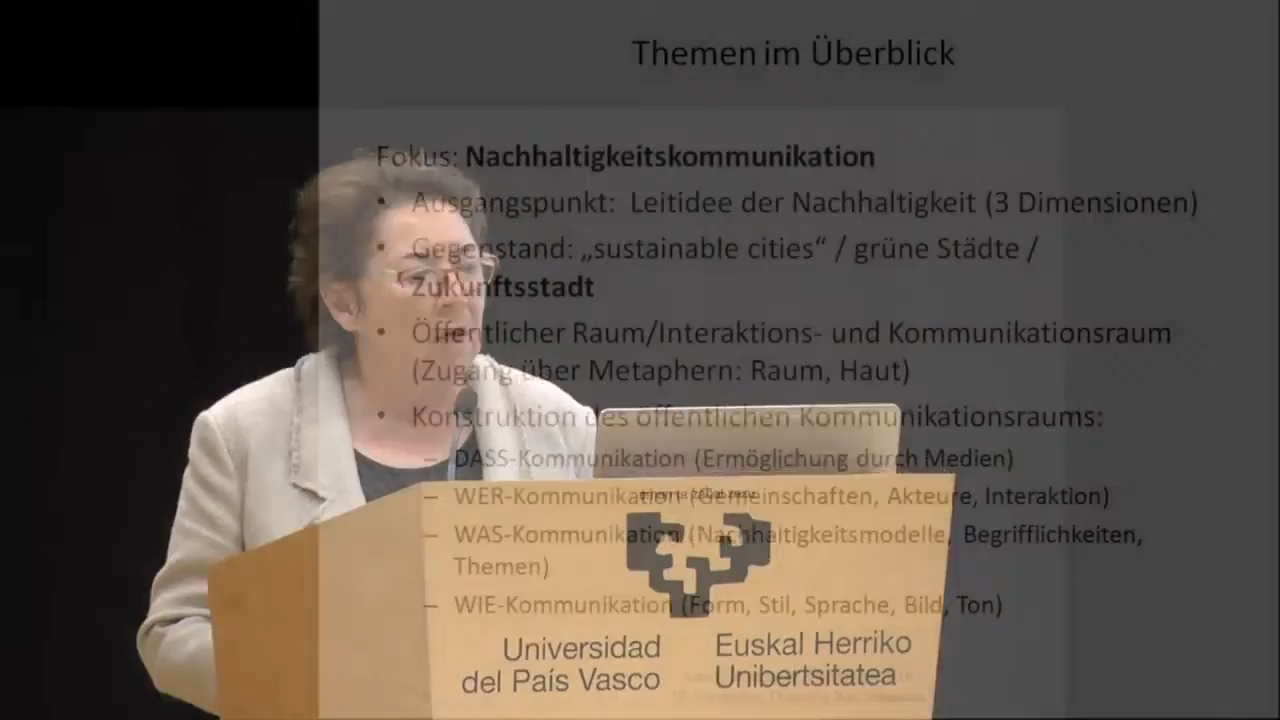 Themen im Überblick
Fokus: Nachhaltigkeitskommunikation
• Ausgangspunkt: Leitidee der Nachhaltigkeit (3 Dimensionen)
• Gegenstand: „sustainable cities“ / grüne Städte /
Zukunftsstadt
• Öffentlicher Raum/Interaktions- und Kommunikationsraum
(Zugang über Metaphern: Raum, Haut)
• Konstruktion des öffentlichen Kommunikationsraums:
– DASS-Kommunikation (Ermöglichung durch Medien)
– WER-Kommunikation (Gemeinschaften, Akteure, Interaktion)
– WAS-Kommunikation (Nachhaltigkeitsmodelle, Begrifflichkeiten,
Themen)
– WIE-Kommunikation (Form, Stil, Sprache, Bild, Ton)
Universidad
del País Vasco
Euskal Herriko
Unibertsitatea